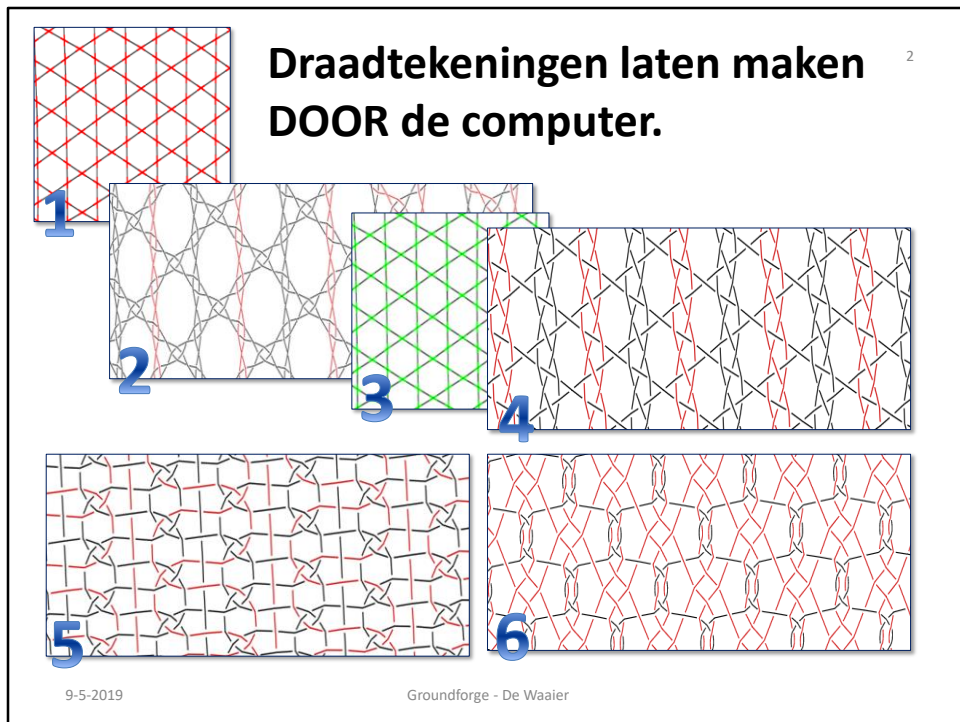 Draadtekeningen laten maken
DOOR de computer.
2
1
2
3
4
5
6
9-5-2019
Groundforge - De Waaier